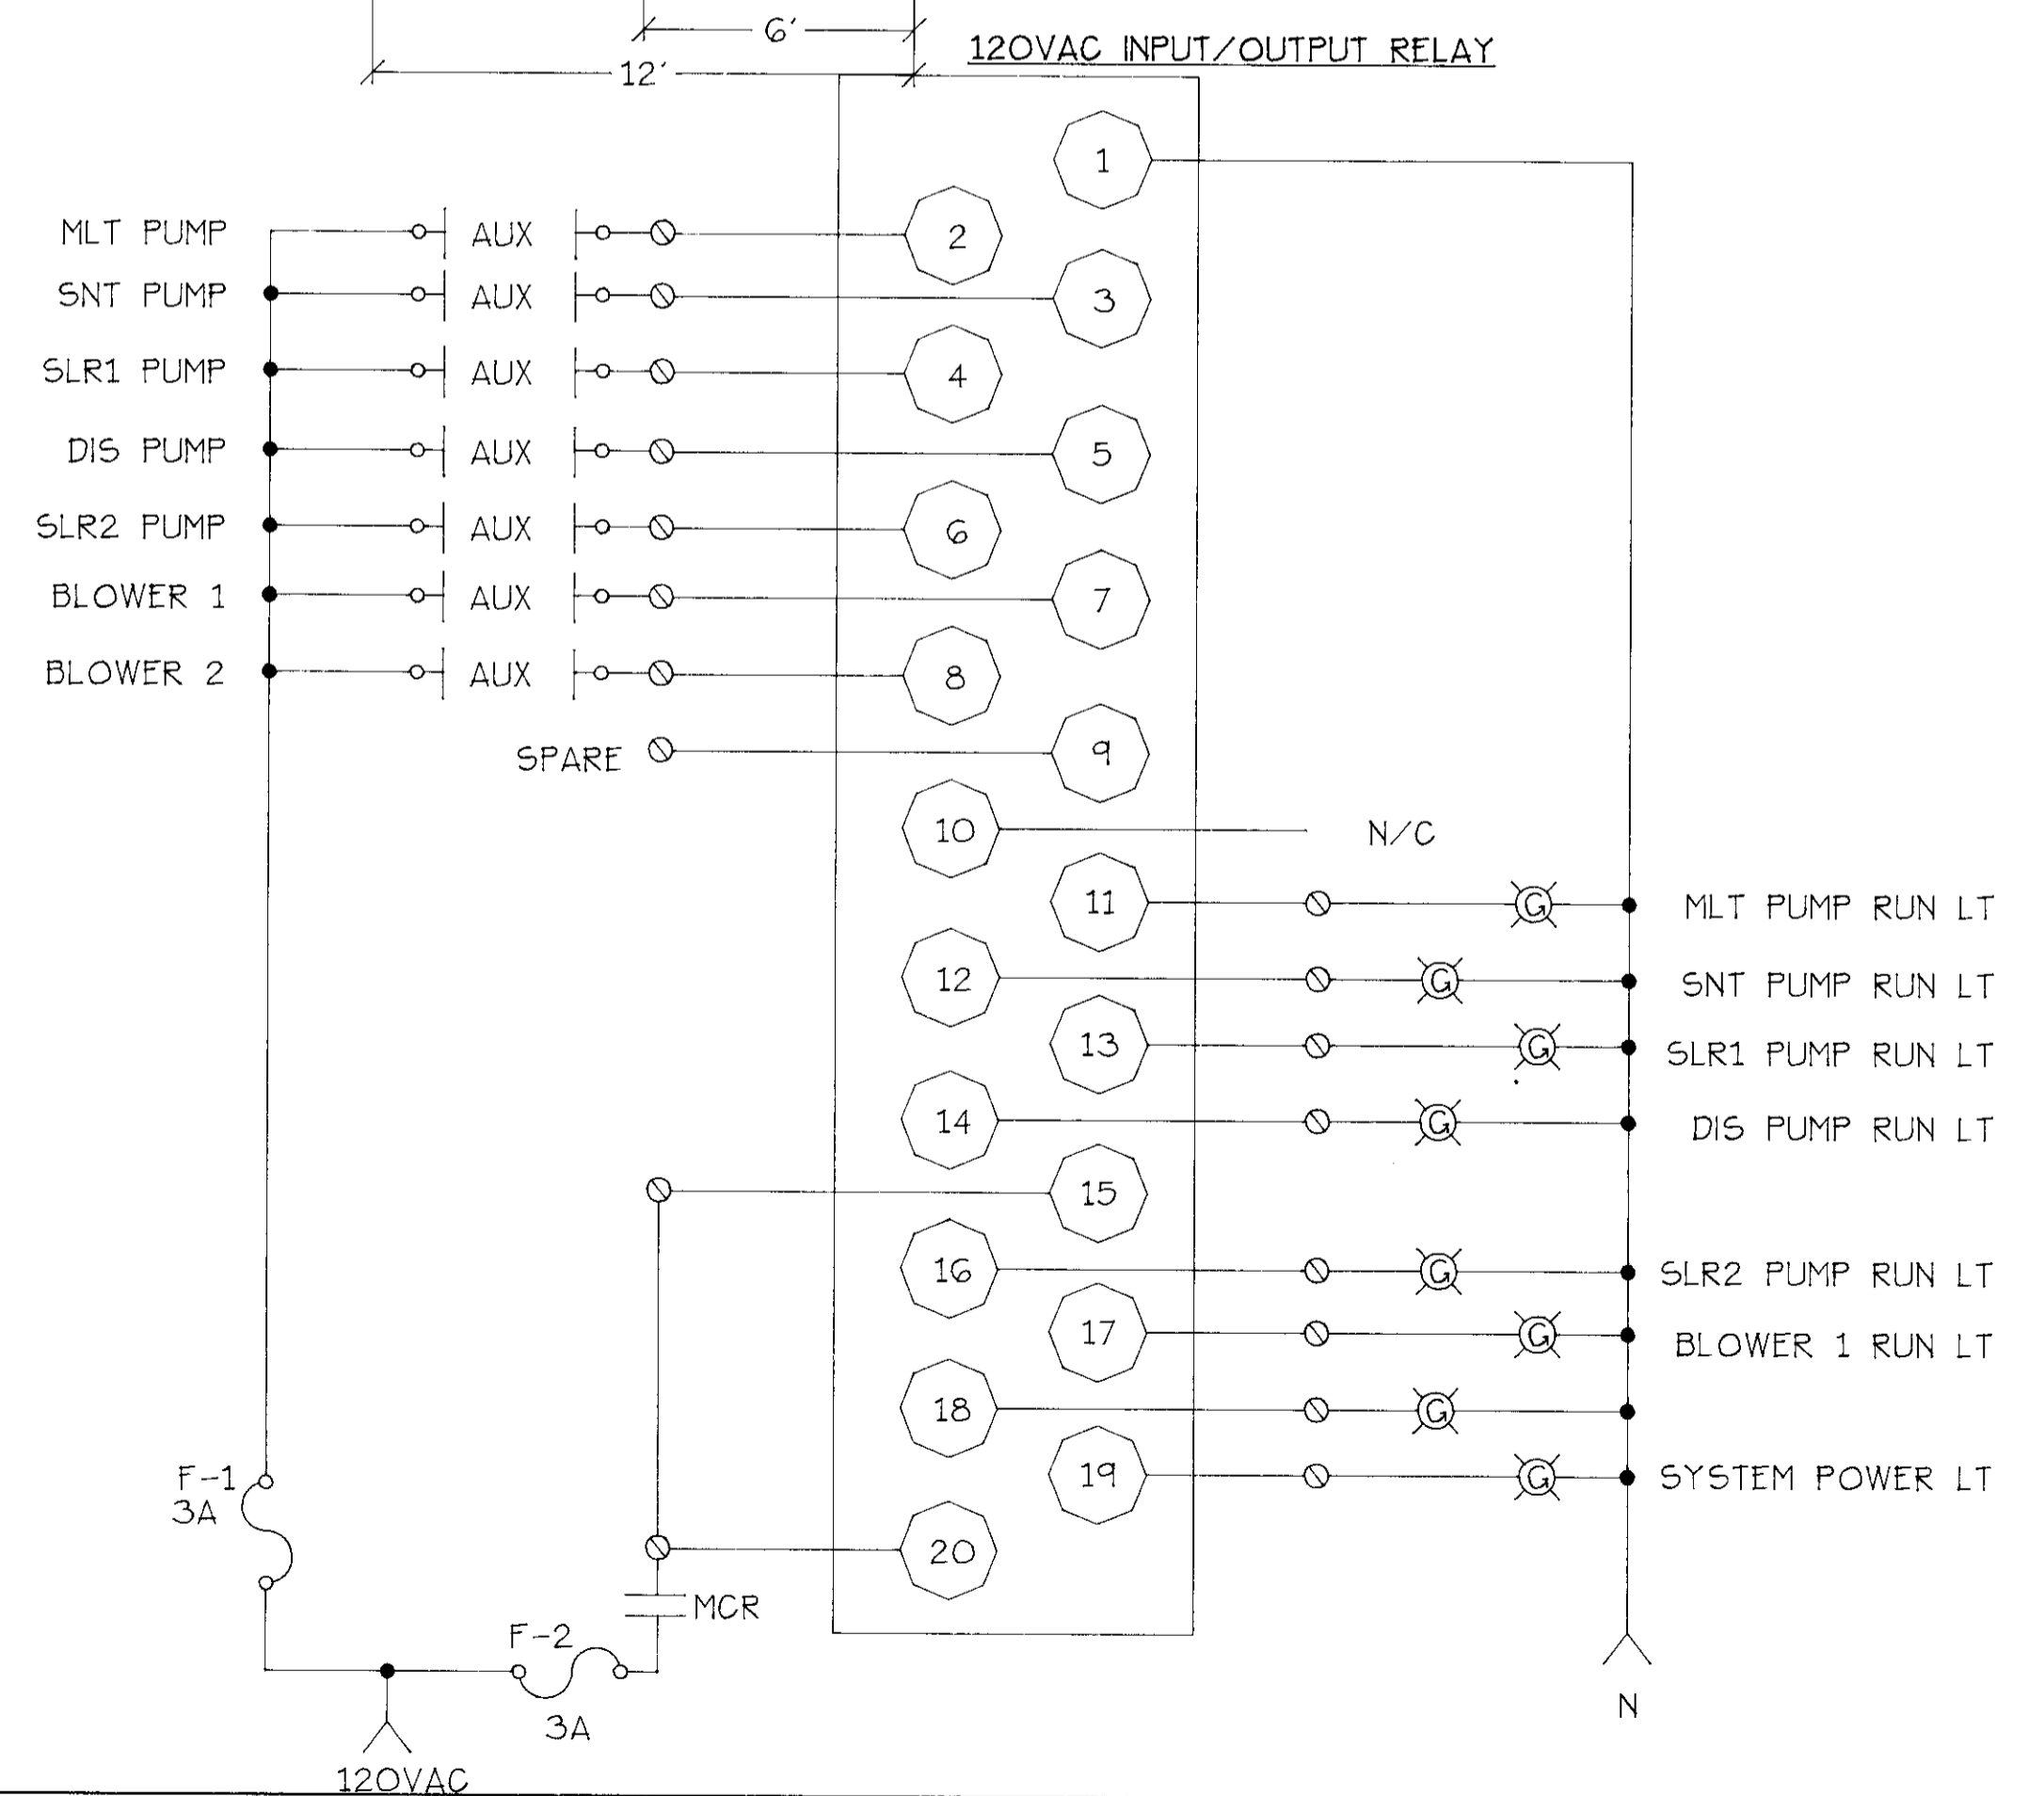 6'
12'
120VAC INPUT/OUTPUT RELAY
1
MLT PUMP AUX 2
SNT PUMP AUX 3
SLR1 PUMP AUX 4
DIS PUMP AUX 5
SLR2 PUMP AUX 6
BLOWER 1 AUX 7
BLOWER 2 AUX 8
SPARE 9
10 N/C
11 G MLT PUMP RUN LT
12 G SNT PUMP RUN LT
13 G SLR1 PUMP RUN LT
14 G DIS PUMP RUN LT
15
16 G SLR2 PUMP RUN LT
17 G BLOWER 1 RUN LT
18 G
19 G SYSTEM POWER LT
F-1
3A
20
MCR
F-2
3A
N
120VAC